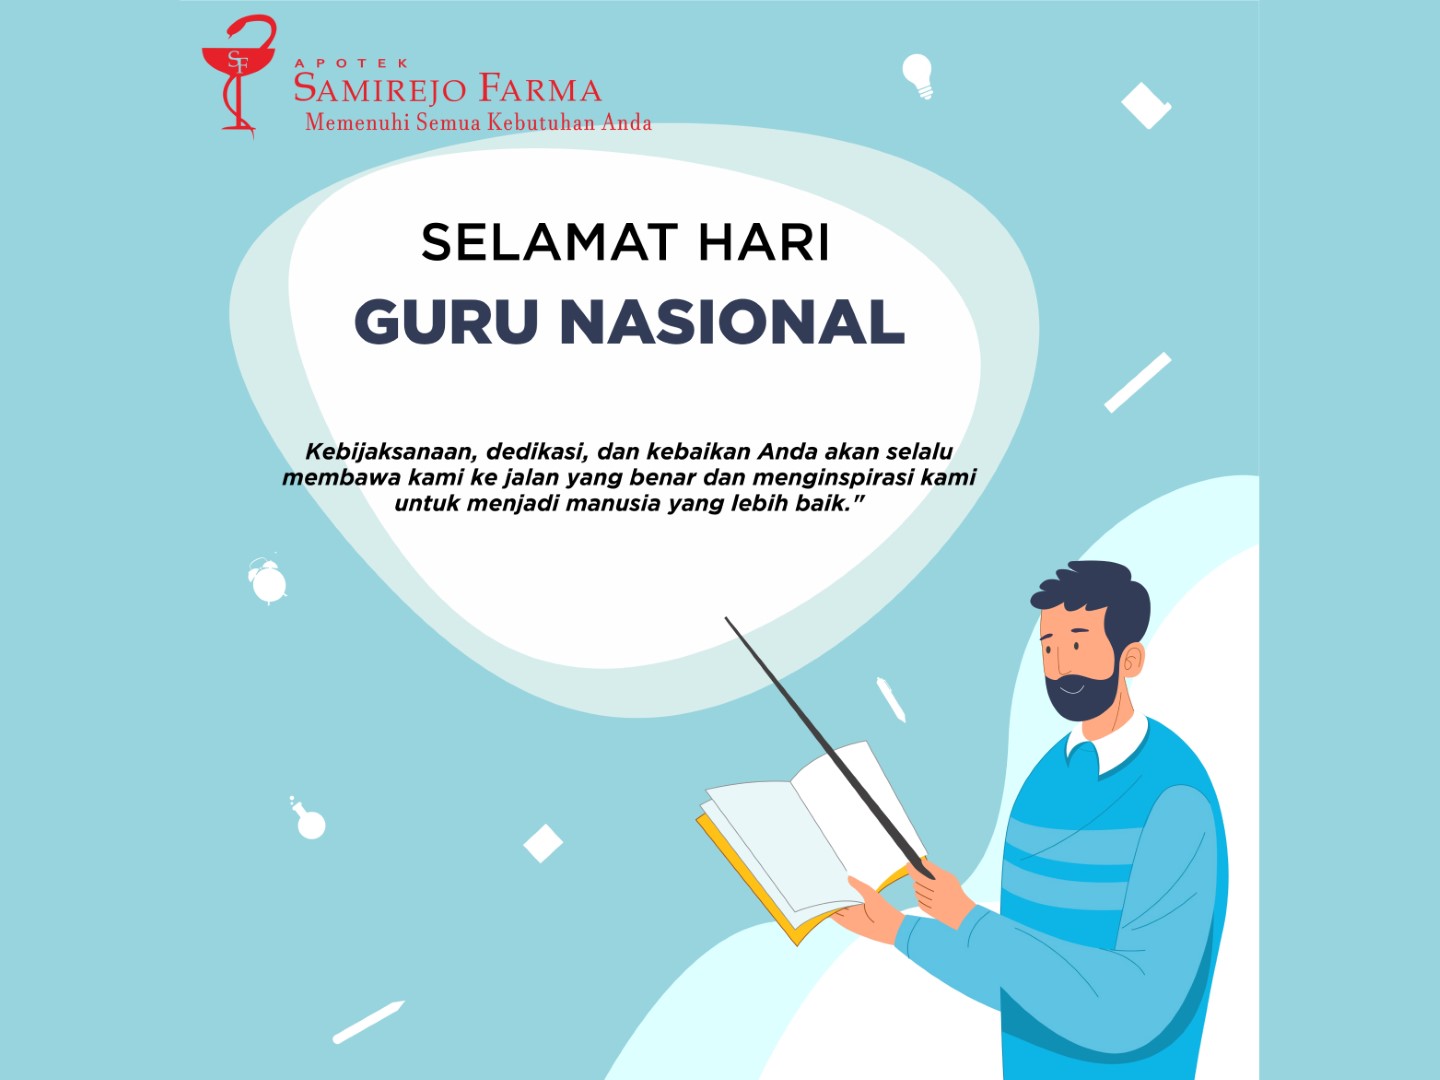 SF
APOTEK
SAMIREJO FARMA
Memenuhi Semua Kebutuhan Anda
SELAMAT HARI
GURU NASIONAL
Kebijaksanaan, dedikasi, dan kebaikan Anda akan selalu
membawa kami ke jalan yang benar dan menginspirasi kami
untuk menjadi manusia yang lebih baik."